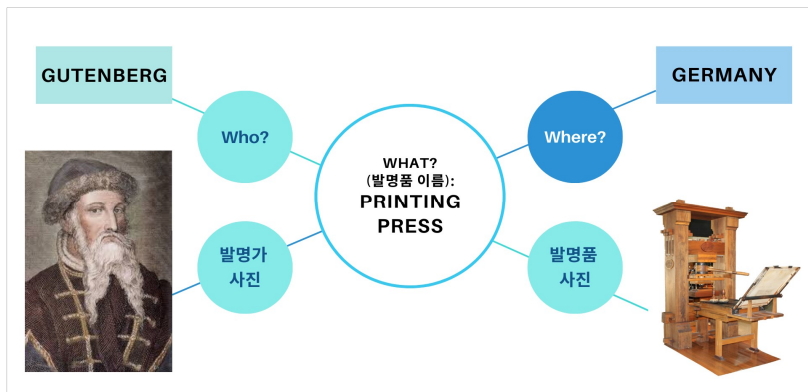 GUTENBERG
GERMANY
Who?
Where?
WHAT?
(발명품 이름):
PRINTING
PRESS
발명가
사진
발명품
사진